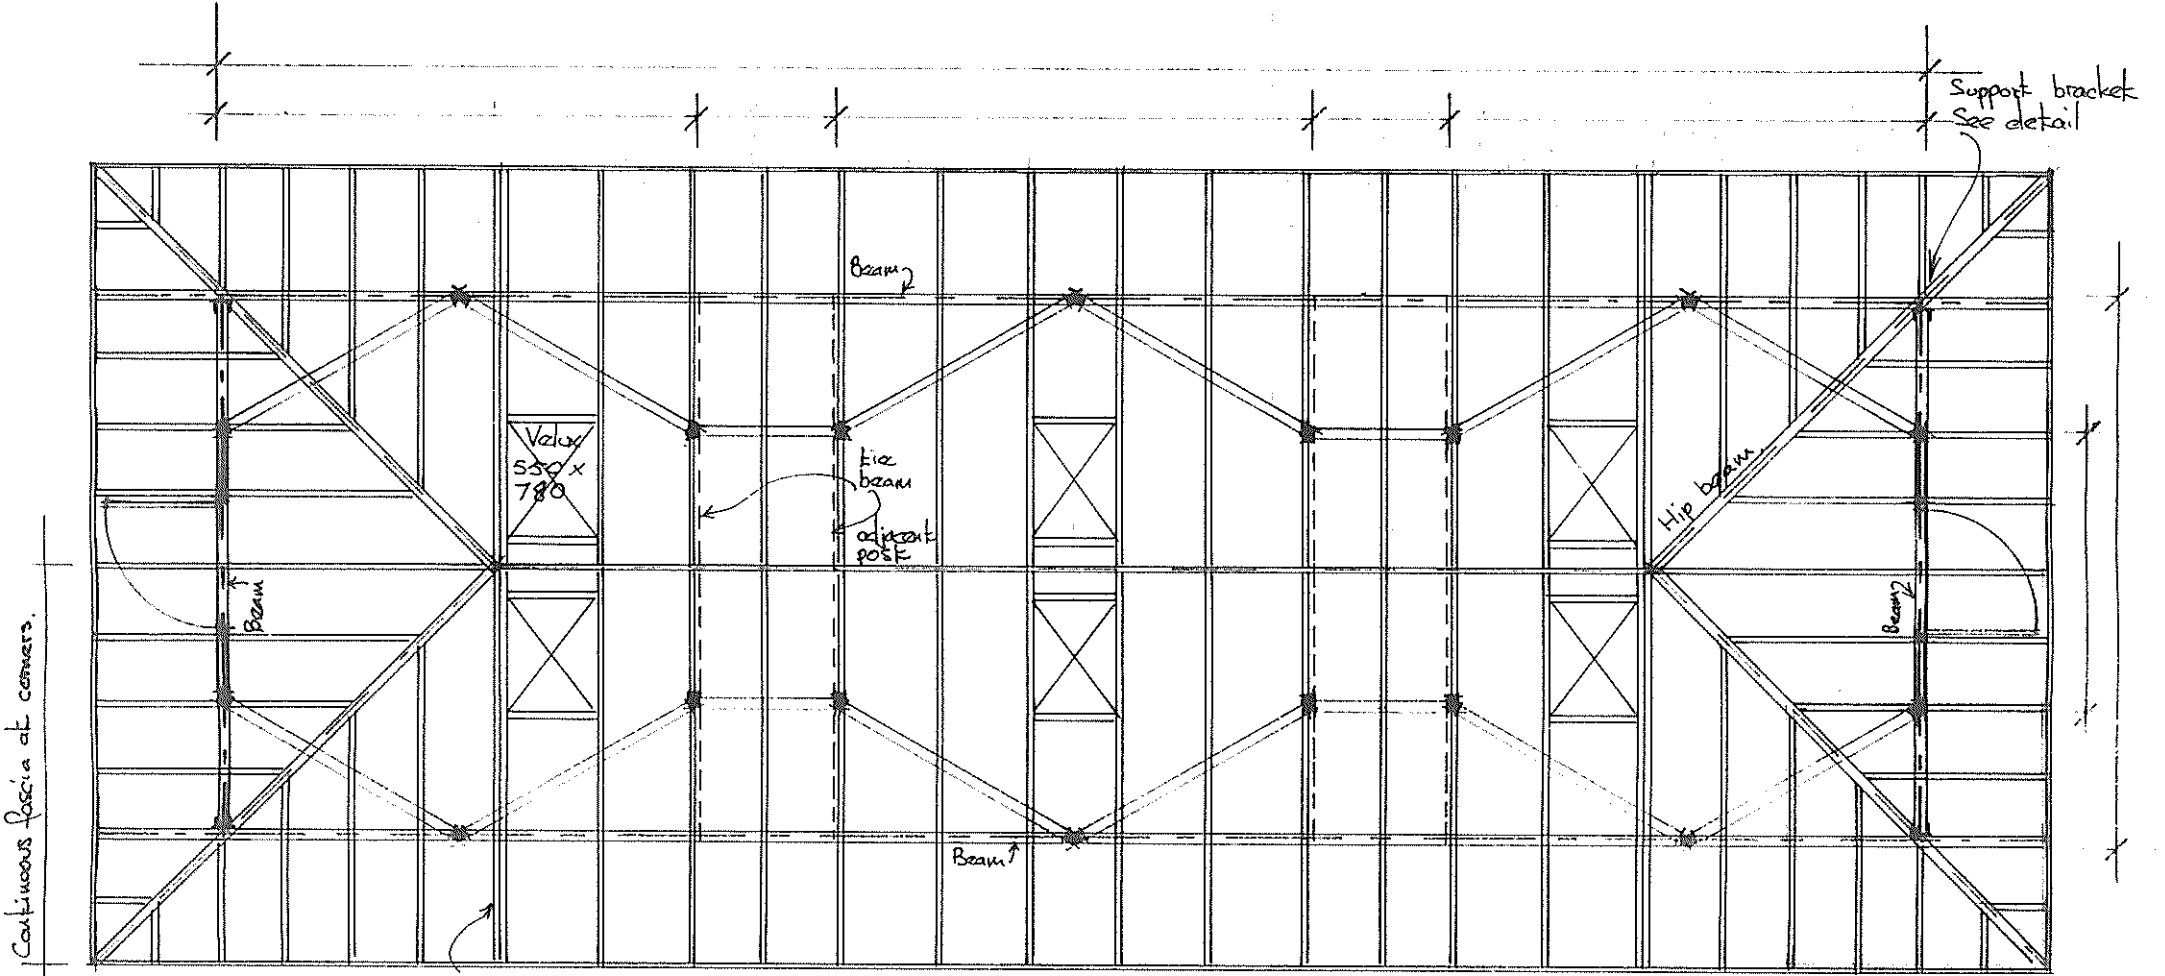 Support bracket
See detail
Beam
Velux
550 x
780
tie
beam
adjacent
post
Hip beam
Beam
Beam
Beam
Continuous fascia at corners.